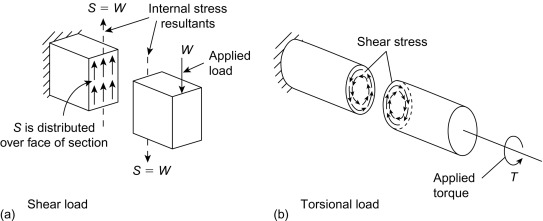 S = W
Internal stress
resultants
W
Applied
load
S is distributed
over face of section
S = W
(a)
Shear load
Shear stress
Applied
torque
T
(b)
Torsional load